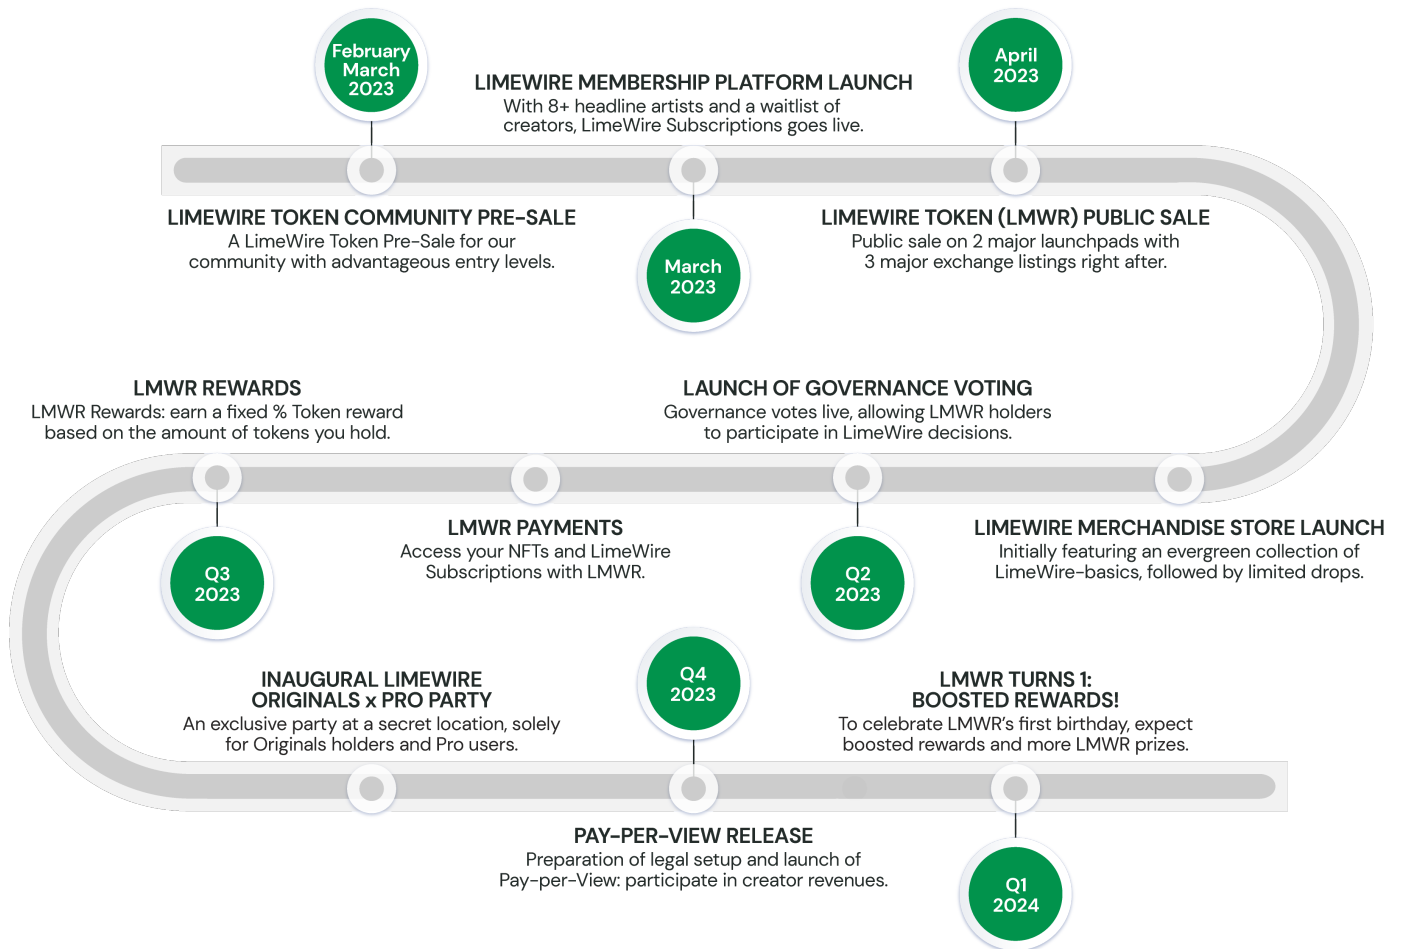 February
March
2023
LIMEWIRE TOKEN COMMUNITY PRE-SALE
A LimeWire Token Pre-Sale for our
community with advantageous entry levels.
LIMEWIRE MEMBERSHIP PLATFORM LAUNCH
With 8+ headline artists and a waitlist of
creators, LimeWire Subscriptions goes live.
March
2023
April
2023
LIMEWIRE TOKEN (LMWR) PUBLIC SALE
Public sale on 2 major launchpads with
3 major exchange listings right after.
LIMEWIRE MERCHANDISE STORE LAUNCH
Initially featuring an evergreen collection of
LimeWire-basics, followed by limited drops.
LAUNCH OF GOVERNANCE VOTING
Governance votes live, allowing LMWR holders
to participate in LimeWire decisions.
Q2
2023
LMWR PAYMENTS
Access your NFTs and LimeWire
Subscriptions with LMWR.
LMWR REWARDS
LMWR Rewards: earn a fixed % Token reward
based on the amount of tokens you hold.
Q3
2023
INAUGURAL LIMEWIRE
ORIGINALS x PRO PARTY
An exclusive party at a secret location, solely
for Originals holders and Pro users.
Q4
2023
PAY-PER-VIEW RELEASE
Preparation of legal setup and launch of
Pay-per-View: participate in creator revenues.
LMWR TURNS 1:
BOOSTED REWARDS!
To celebrate LMWR's first birthday, expect
boosted rewards and more LMWR prizes.
Q1
2024